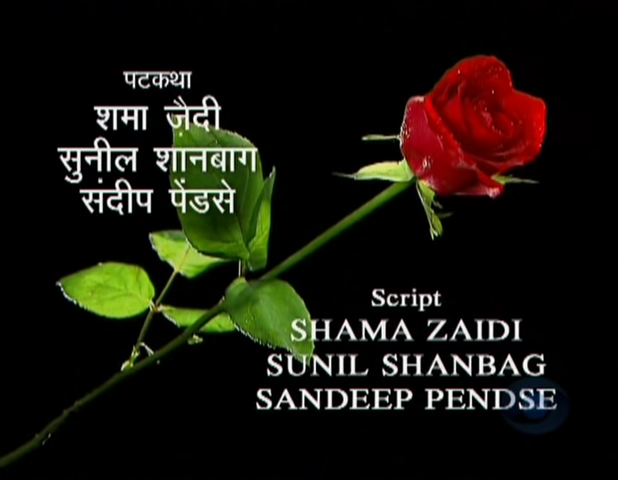 पटकथा
शमा ज़ैदी
सुनील शानबाग
संदीप पेंडसे
Script
SHAMA ZAIDI
SUNIL SHANBAG
SANDEEP PENDSE